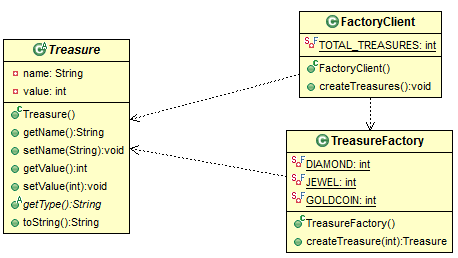 Treasure
name: String
value: int
Treasure()
getName():String
setName(String):void
getValue():int
setValue(int):void
getType():String
toString():String
FactoryClient
TOTAL_TREASURES: int
FactoryClient()
createTreasures():void
TreasureFactory
DIAMOND: int
JEWEL: int
GOLDCOIN: int
TreasureFactory()
createTreasure(int):Treasure